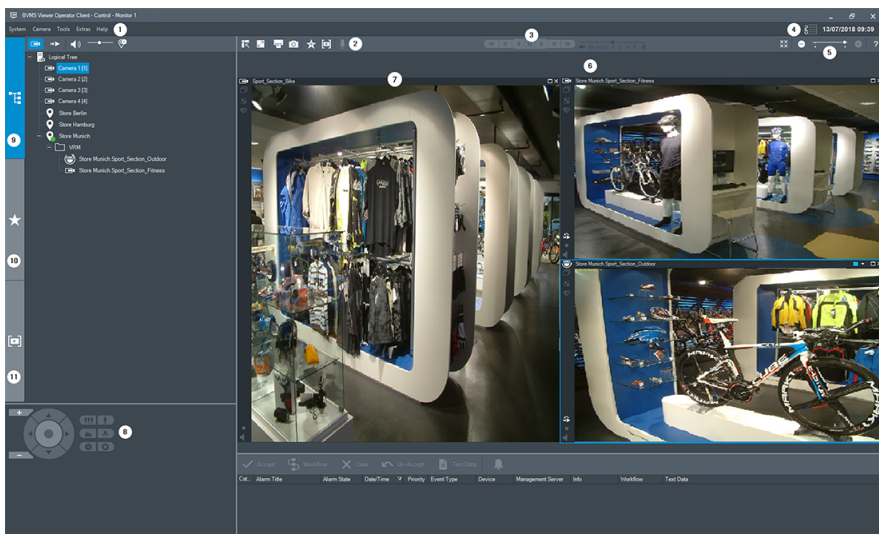 BVMS Viewer Operator Client - Control - Monitor 1
System Camera Tools Extras Help 1
4 13/07/2018 09:39
2
3
5
?
6
Logical Tree
Camera 1 [1]
Camera 2 [2]
Camera 3 [3]
Camera 4 [4]
Store Berlin
Store Hamburg
Store Munich
VRM
Store Munich.Sport_Section_Outdoor
Store Munich.Sport_Section_Fitness
9
10
11
8
Sport_Section_Bike 7
Store Munich.Sport_Section_Fitness
Store Munich.Sport_Section_Outdoor
CUBE
Accept Workflow Clear Un-Accept Text Data
Cat... Alarm Title Alarm State Date/Time Priority Event Type Device Management Server Info Workflow Text Data